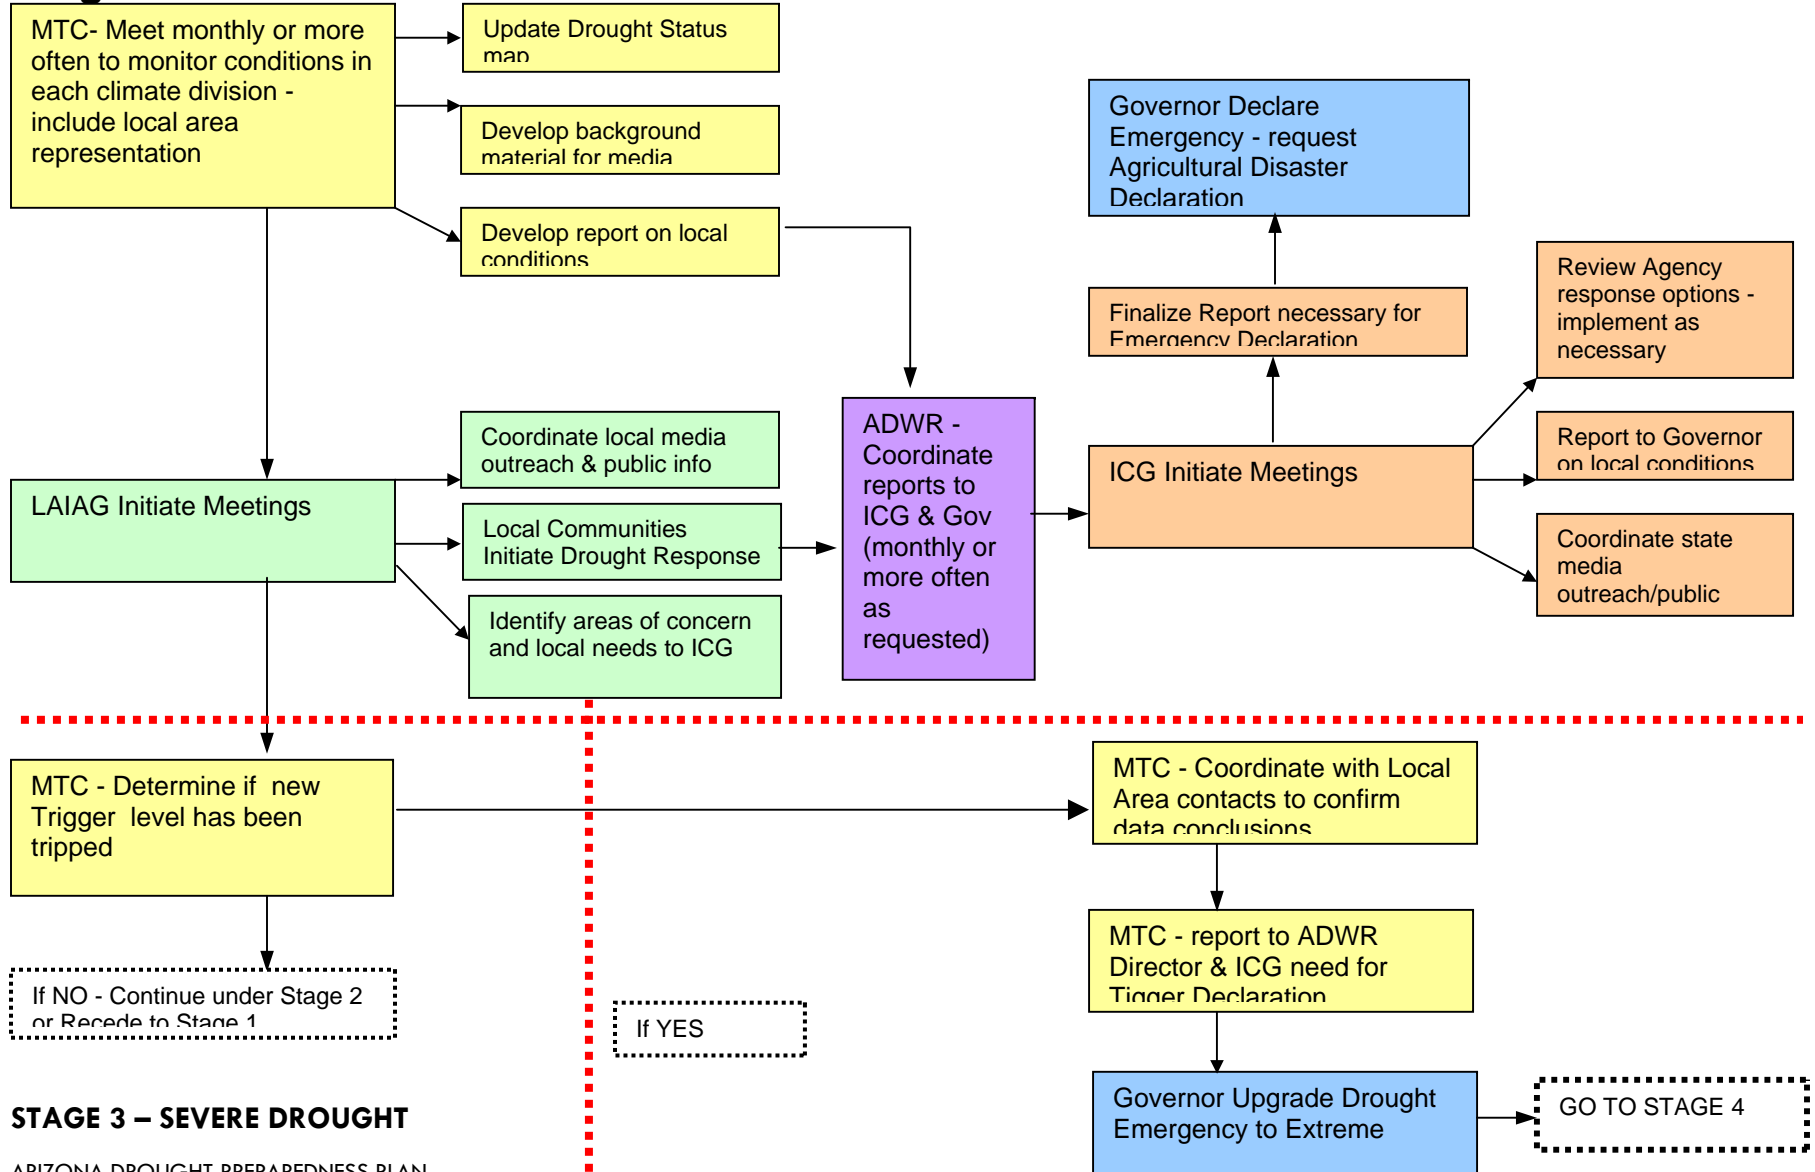 MTC- Meet monthly or more
often to monitor conditions in
each climate division -
include local area
representation
Update Drought Status
map
Develop background
material for media
Develop report on local
conditions
Governor Declare
Emergency - request
Agricultural Disaster
Declaration
Finalize Report necessary for
Emergency Declaration
Review Agency
response options -
implement as
necessary
Report to Governor
on local conditions
Coordinate state
media
outreach/public
ICG Initiate Meetings
ADWR -
Coordinate
reports to
ICG & Gov
(monthly or
more often
as
requested)
Coordinate local media
outreach & public info
LAIAG Initiate Meetings
Local Communities
Initiate Drought Response
Identify areas of concern
and local needs to ICG
MTC - Determine if new
Trigger level has been
tripped
MTC - Coordinate with Local
Area contacts to confirm
data conclusions
MTC - report to ADWR
Director & ICG need for
Tigger Declaration
If NO - Continue under Stage 2
or Recede to Stage 1
If YES
Governor Upgrade Drought
Emergency to Extreme
GO TO STAGE 4
STAGE 3 – SEVERE DROUGHT
ARIZONA DROUGHT PREPAREDNESS PLAN